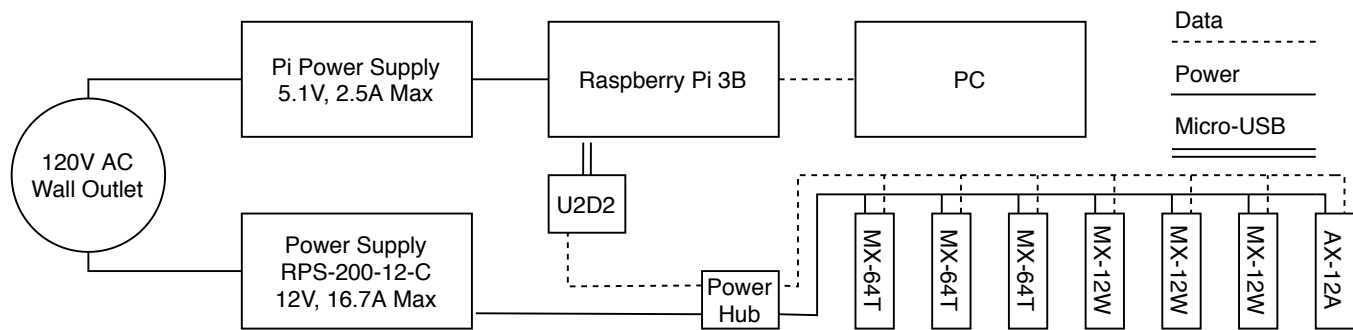 Data
Power
Micro-USB
Pi Power Supply
5.1V, 2.5A Max
Raspberry Pi 3B
PC
120V AC
Wall Outlet
U2D2
Power Supply
RPS-200-12-C
12V, 16.7A Max
Power
Hub
MX-64T
MX-64T
MX-64T
MX-12W
MX-12W
MX-12W
AX-12A